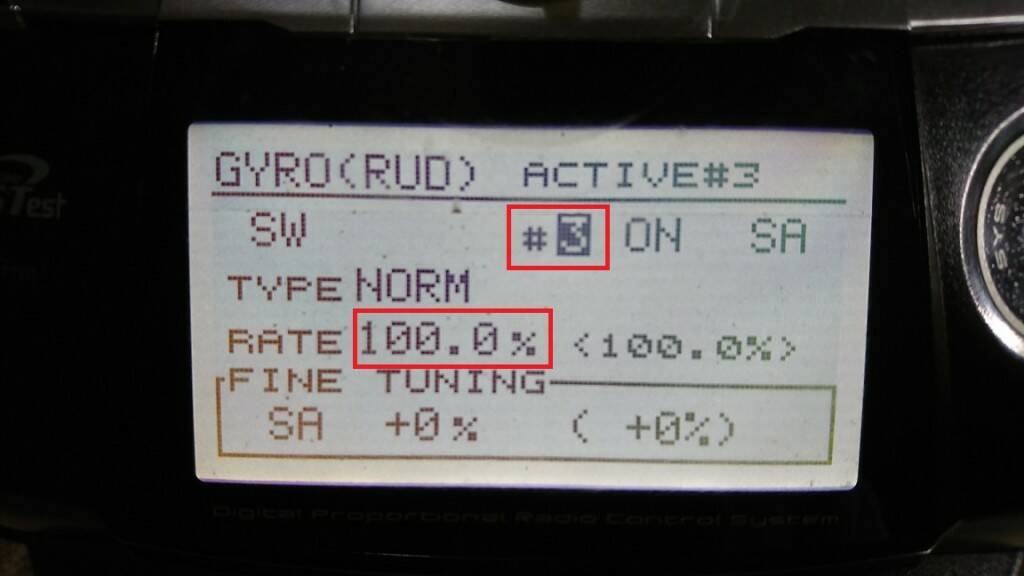 GYRO(RUD) ACTIVE#3
SW #3 ON SA
TYPE NORM
RATE 100.0% <100.0%>
FINE TUNING
SA +0% ( +0%)
Digital Proportional Radio Control System
Test
SYS